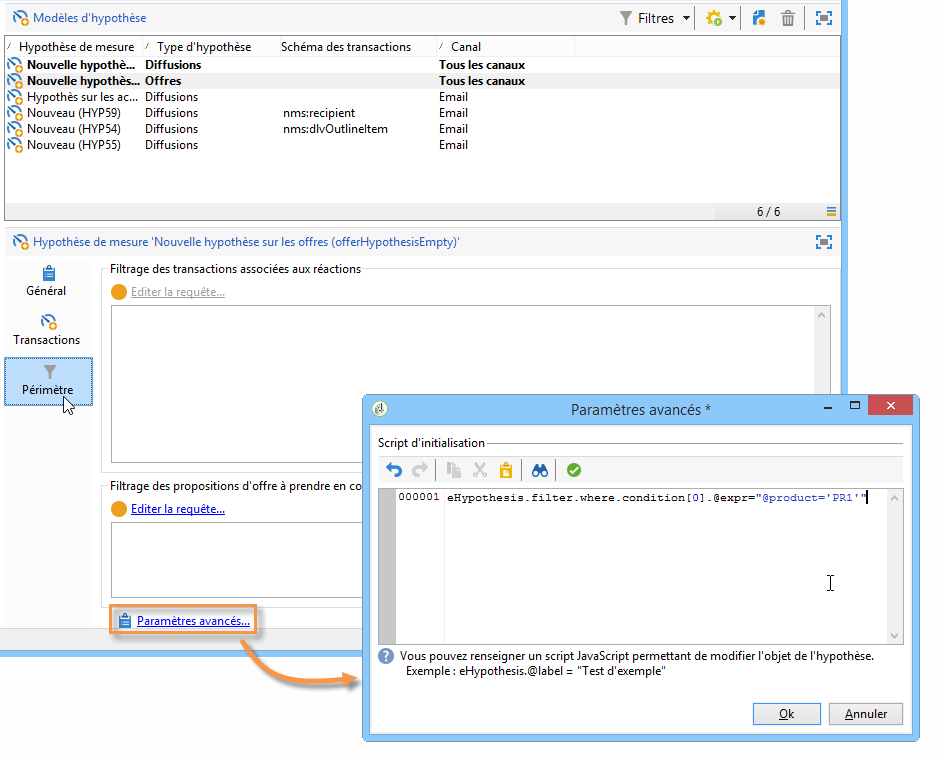 Modèles d'hypothèse
Filtres
Hypothèse de mesure Type d'hypothèse Schéma des transactions Canal
Nouvelle hypothè... Diffusions Tous les canaux
Nouvelle hypothès... Offres Tous les canaux
Hypothès sur les ac... Diffusions Email
Nouveau (HYP59) Diffusions nms:recipient Email
Nouveau (HYP54) Diffusions nms:dlvOutlineItem Email
Nouveau (HYP55) Diffusions Email
6 / 6
Hypothèse de mesure 'Nouvelle hypothèse sur les offres (offerHypothesisEmpty)'
Général
Transactions
Périmètre
Filtrage des transactions associées aux réactions
Editer la requête...
Filtrage des propositions d'offre à prendre en co
Editer la requête...
Paramètres avancés...
Paramètres avancés *
Script d'initialisation
000001 eHypothesis.filter.where.condition[0].@expr="@product='PR1'"
Vous pouvez renseigner un script JavaScript permettant de modifier l'objet de l'hypothèse.
Exemple : eHypothesis.@label = "Test d'exemple"
Ok Annuler